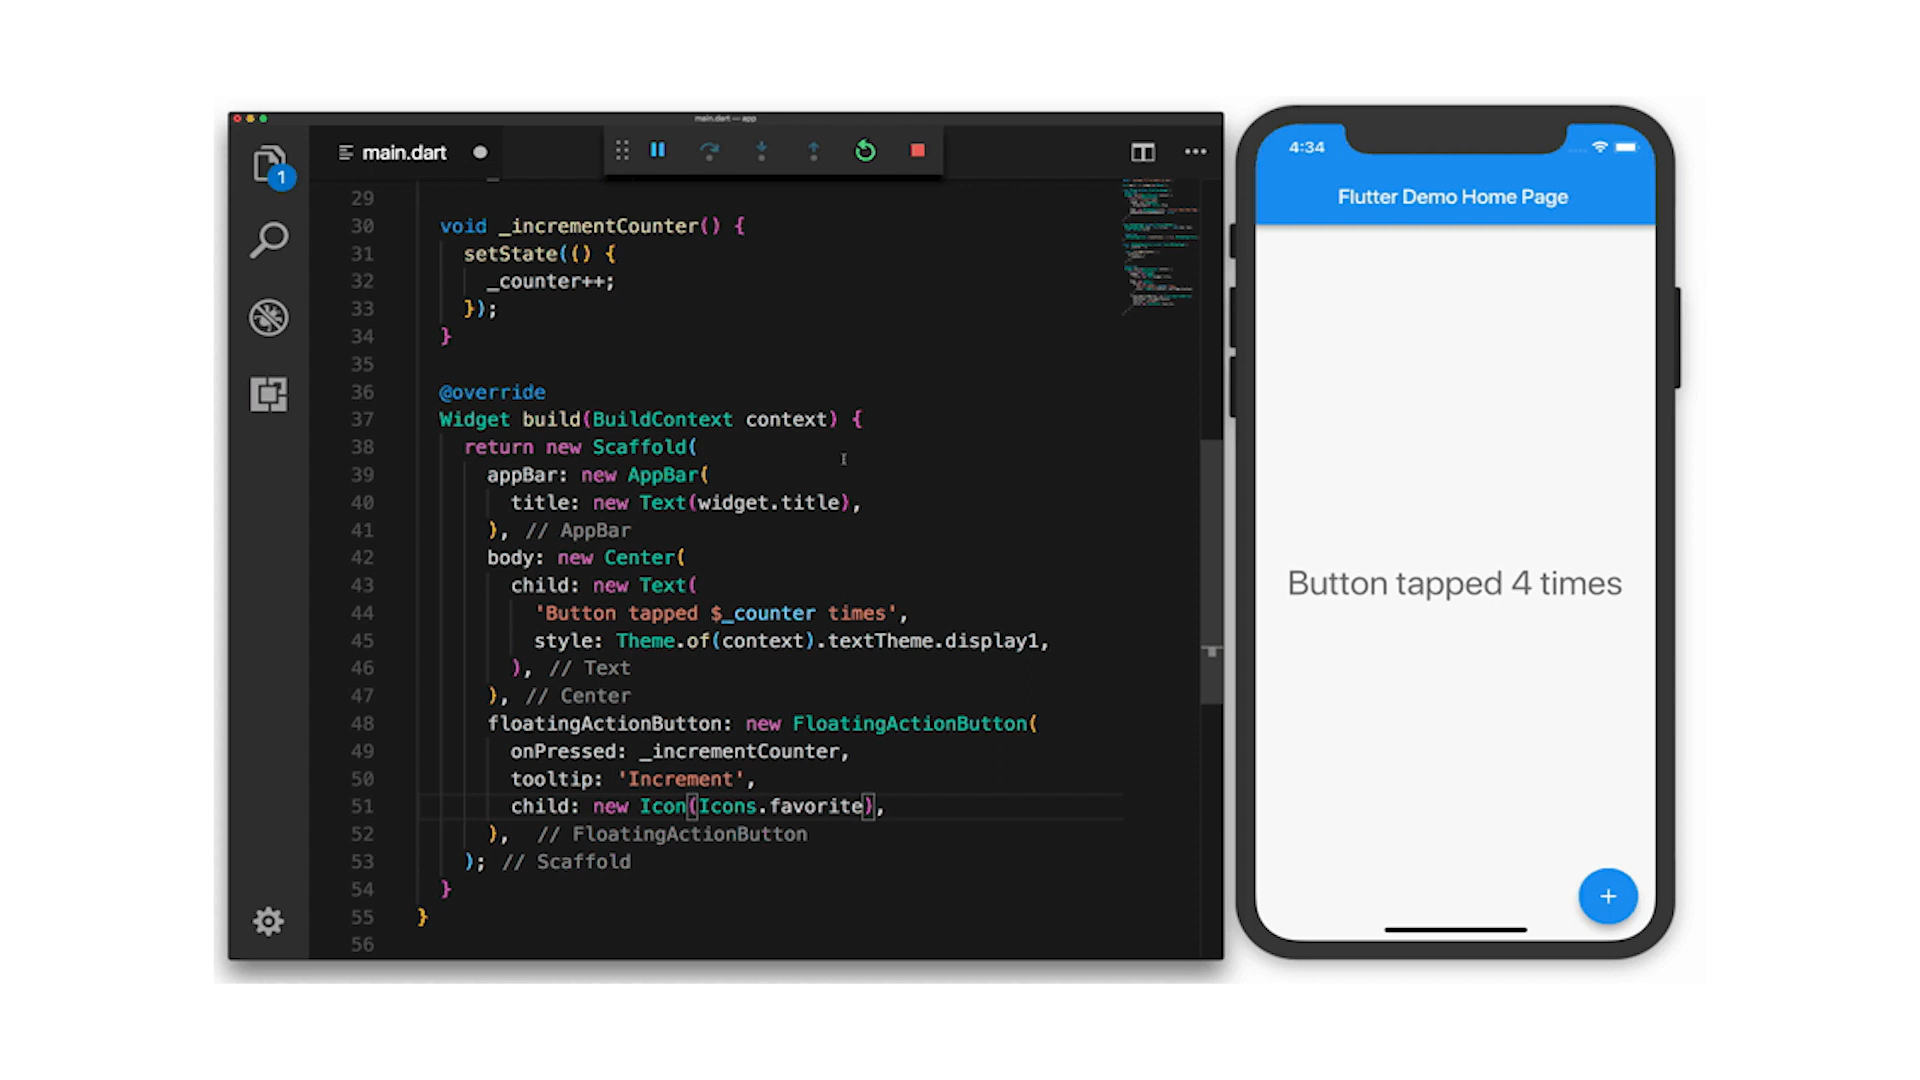 main.dart — app
main.dart
1
29
30 void _incrementCounter() {
31 setState(() {
32 _counter++;
33 });
34 }
35
36 @override
37 Widget build(BuildContext context) {
38 return new Scaffold(
39 appBar: new AppBar(
40 title: new Text(widget.title),
41 ), // AppBar
42 body: new Center(
43 child: new Text(
44 'Button tapped $_counter times',
45 style: Theme.of(context).textTheme.display1,
46 ), // Text
47 ), // Center
48 floatingActionButton: new FloatingActionButton(
49 onPressed: _incrementCounter,
50 tooltip: 'Increment',
51 child: new Icon(Icons.favorite),
52 ), // FloatingActionButton
53 ); // Scaffold
54 }
55 }
56
4:34
Flutter Demo Home Page
Button tapped 4 times
+